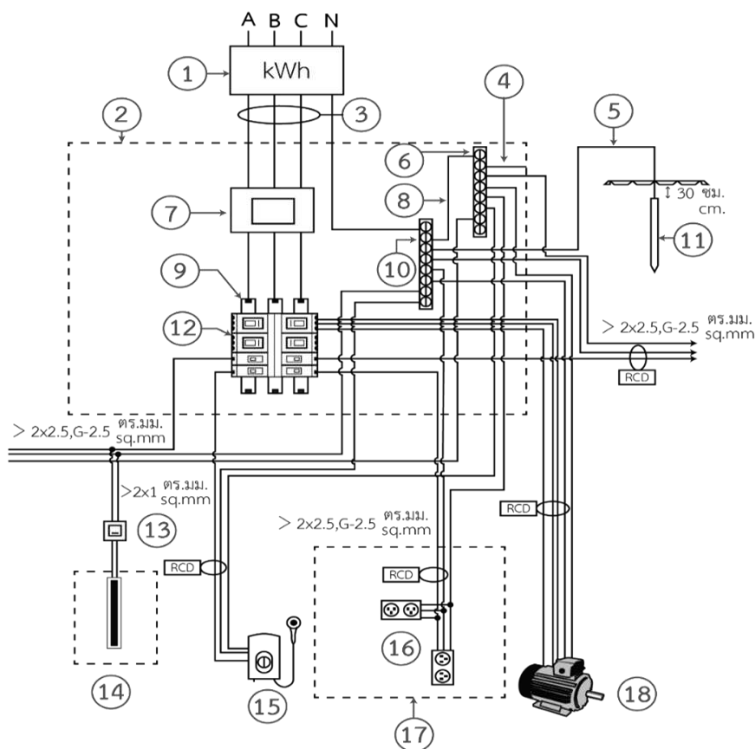 A B C N
1 kWh
2 3 4 5
6
30 ซม.
cm.
7 8
11
9 10
12
> 2x2.5,G-2.5 ตร.มม.
sq.mm
RCD
> 2x2.5,G-2.5 ตร.มม.
sq.mm
>2x1 ตร.มม.
sq.mm
13
> 2x2.5,G-2.5 ตร.มม.
sq.mm
RCD
RCD
RCD
16
14 15 18
17